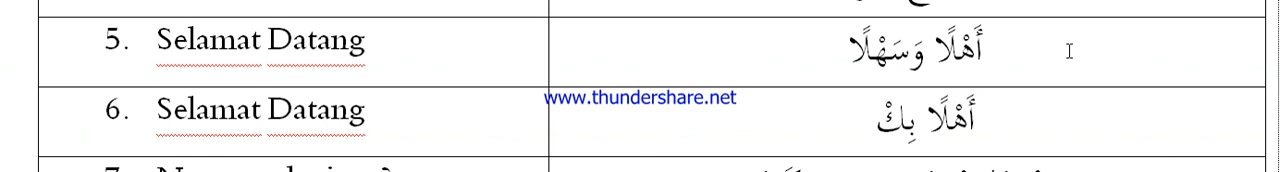 5. Selamat Datang أَهْلًا وَسَهْلًا
www.thundershare.net
6. Selamat Datang أَهْلًا بِكْ